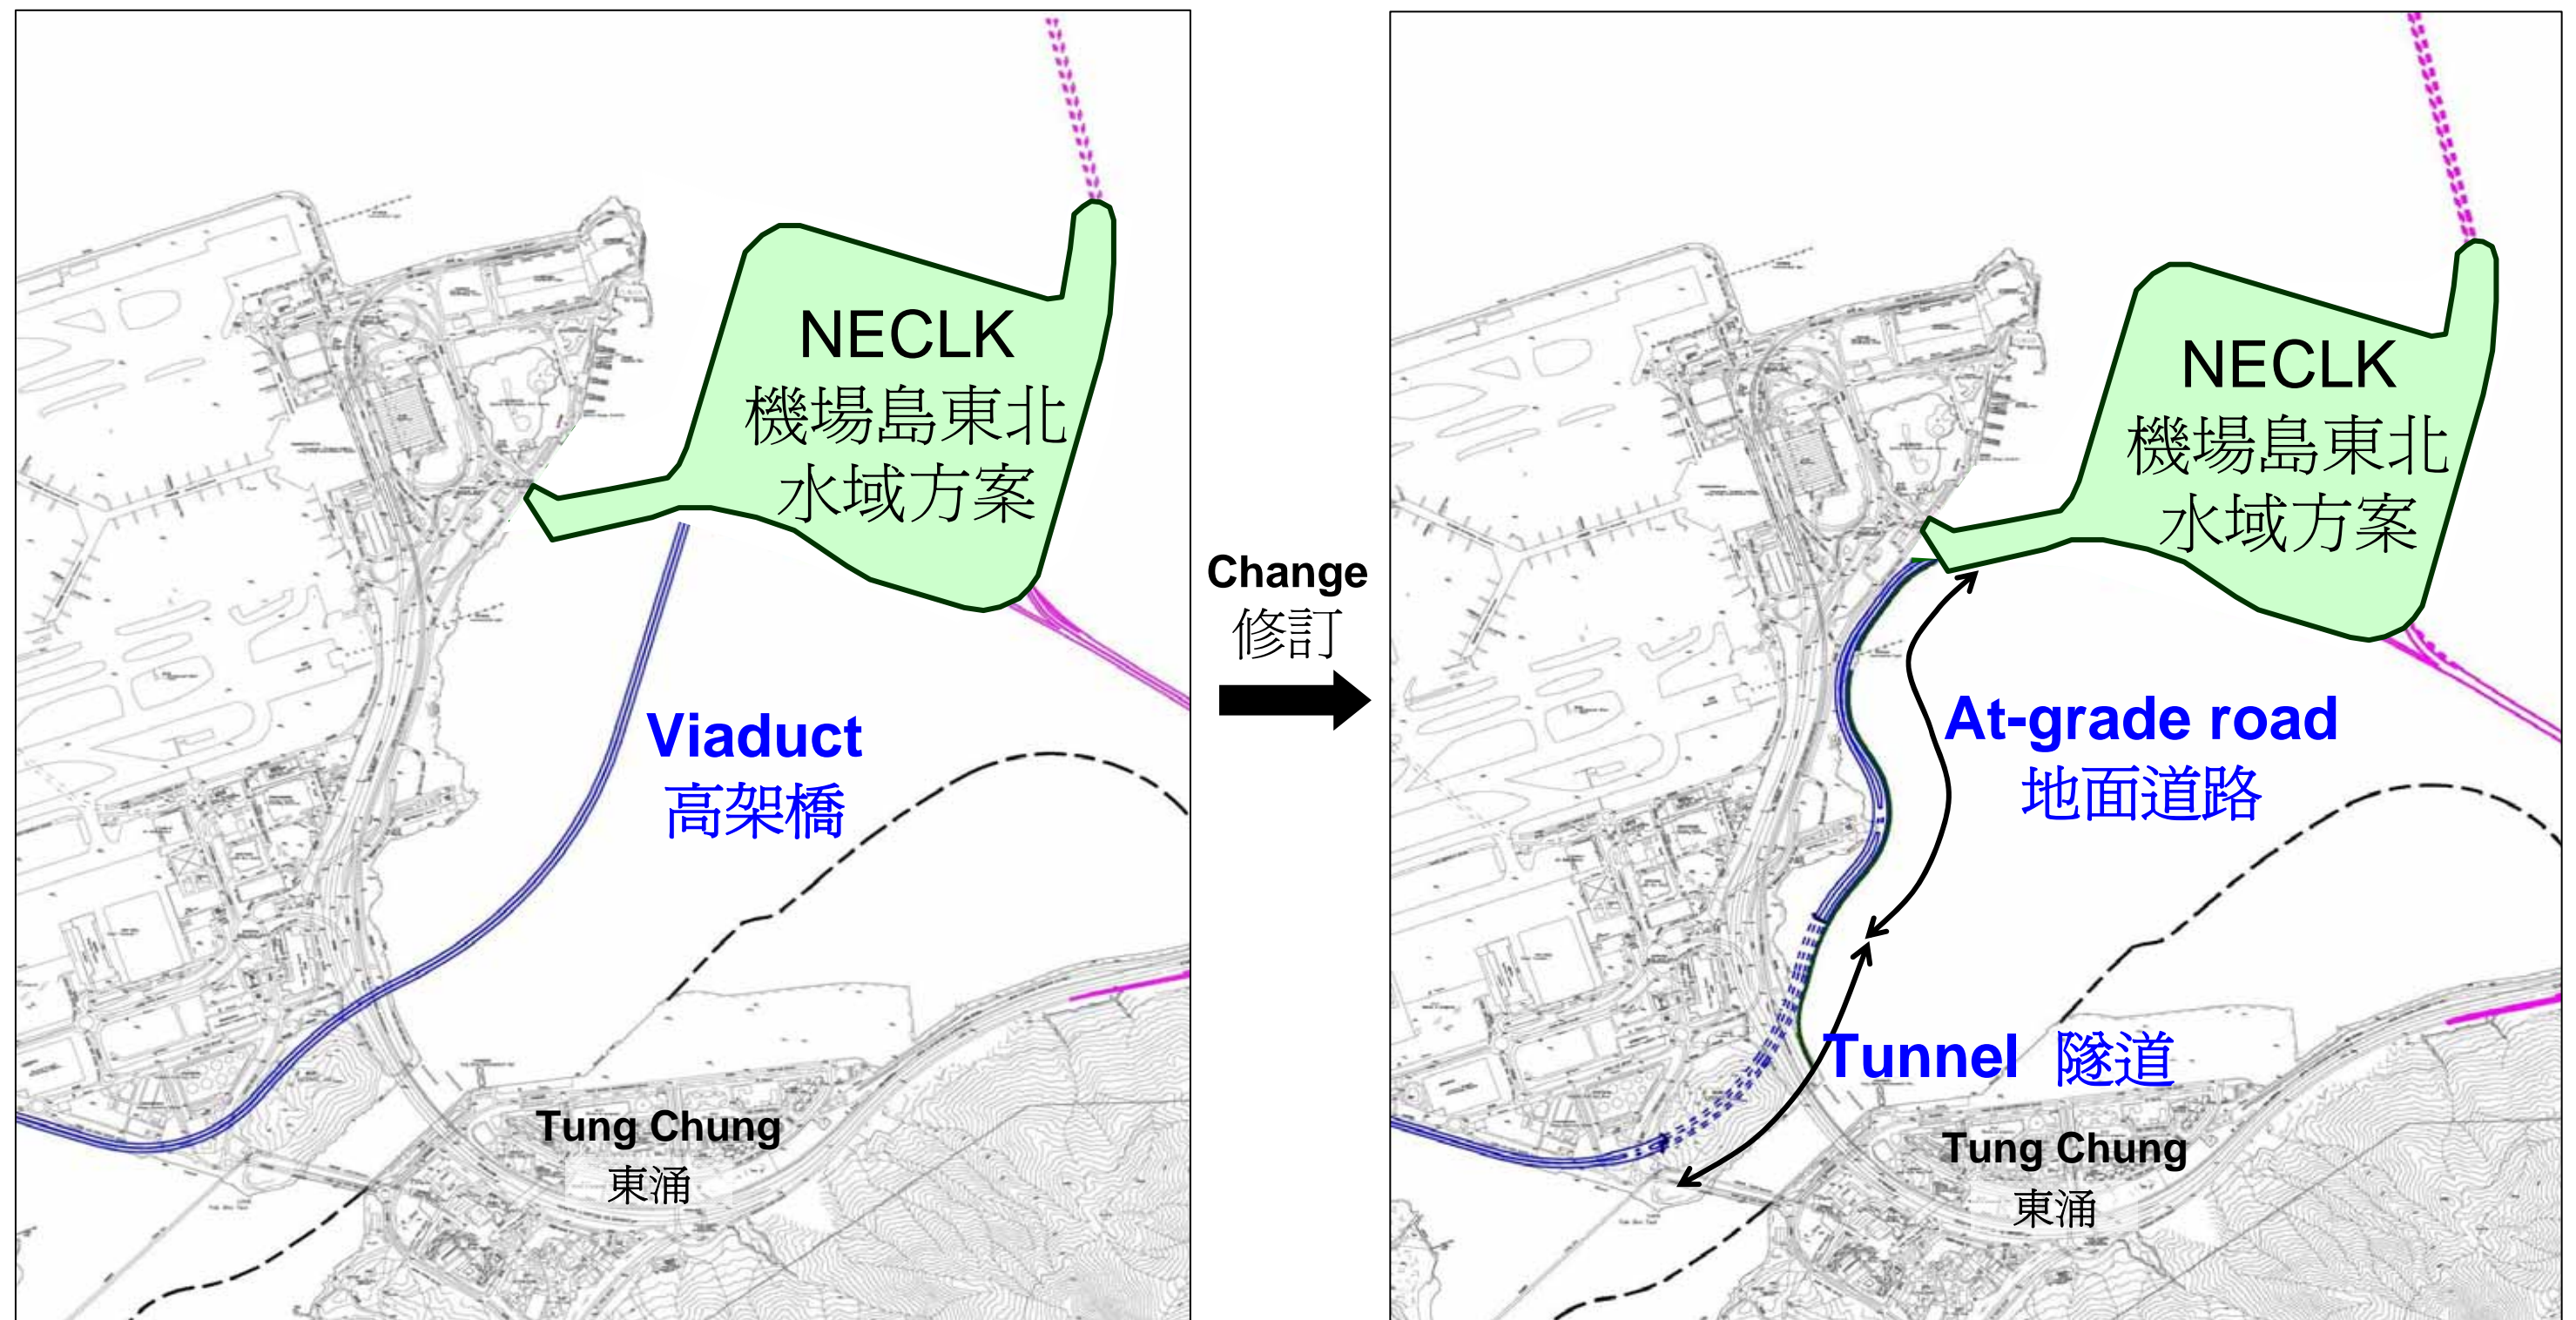 NECLK
機場島東北
水域方案
Viaduct
高架橋
Tung Chung
東涌
Change
修訂
NECLK
機場島東北
水域方案
At-grade road
地面道路
Tunnel 隧道
Tung Chung
東涌